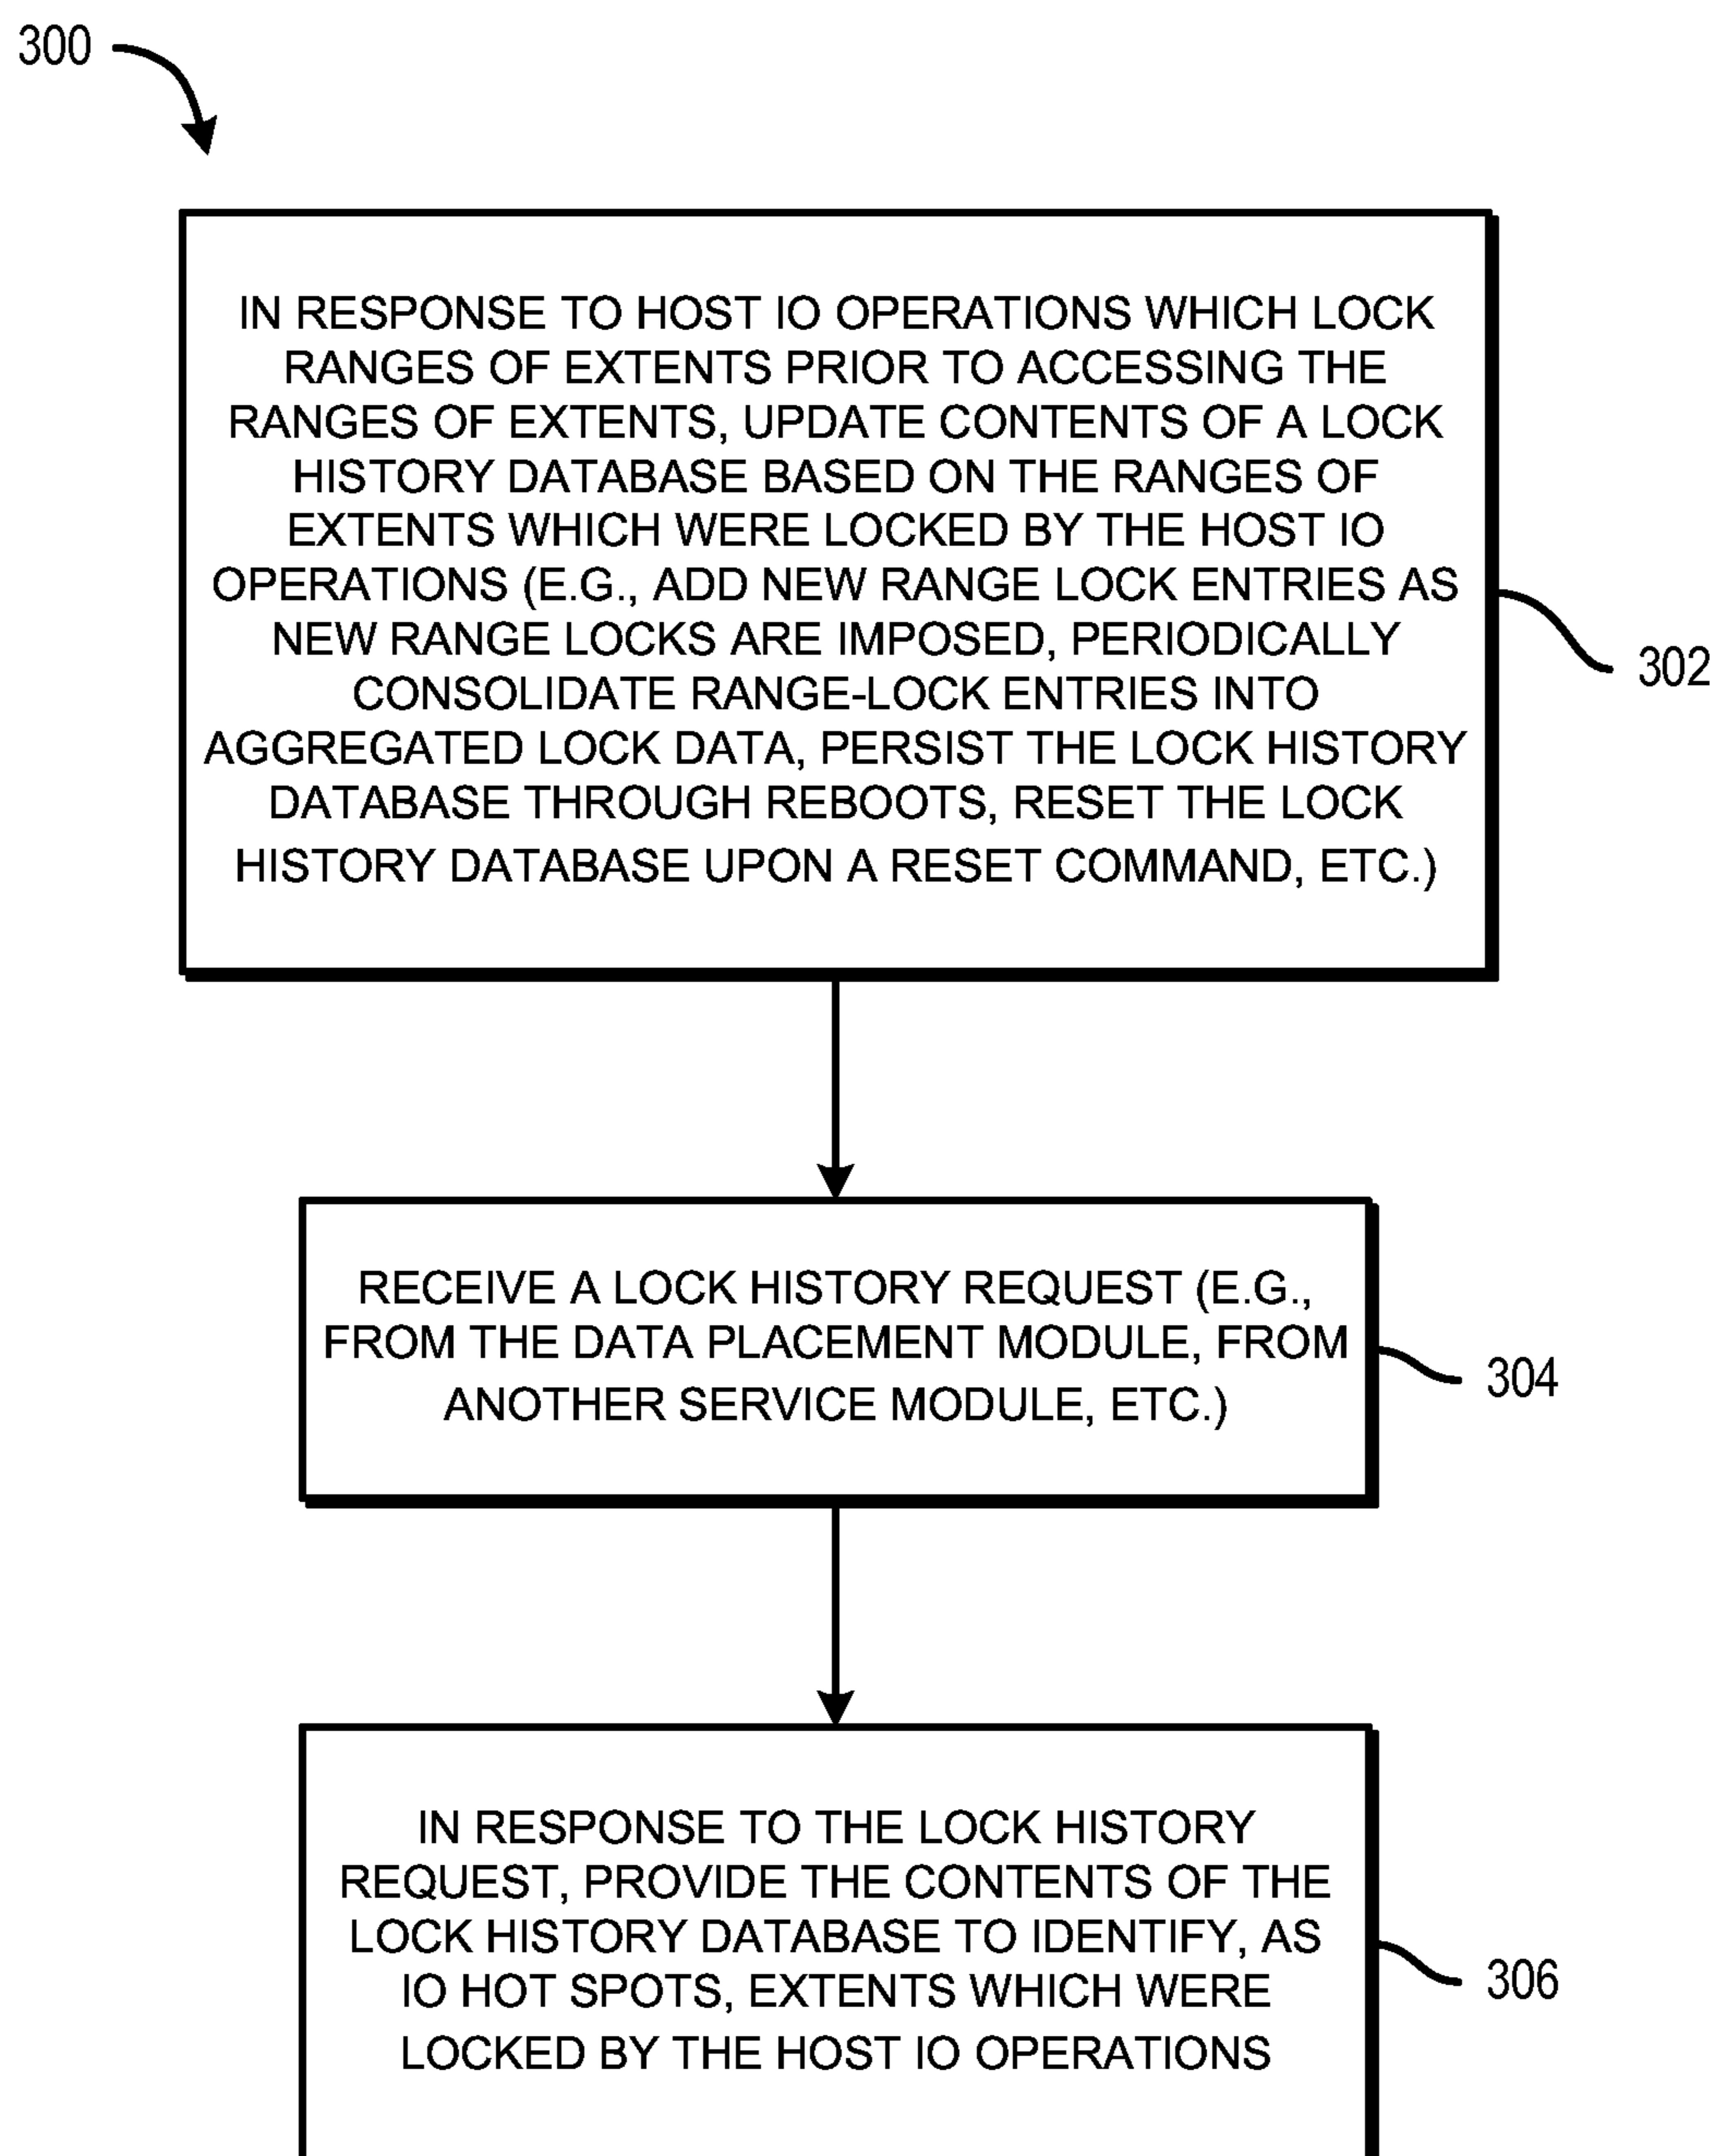 300
IN RESPONSE TO HOST IO OPERATIONS WHICH LOCK
RANGES OF EXTENTS PRIOR TO ACCESSING THE
RANGES OF EXTENTS, UPDATE CONTENTS OF A LOCK
HISTORY DATABASE BASED ON THE RANGES OF
EXTENTS WHICH WERE LOCKED BY THE HOST IO
OPERATIONS (E.G., ADD NEW RANGE LOCK ENTRIES AS
NEW RANGE LOCKS ARE IMPOSED, PERIODICALLY
CONSOLIDATE RANGE-LOCK ENTRIES INTO
AGGREGATED LOCK DATA, PERSIST THE LOCK HISTORY
DATABASE THROUGH REBOOTS, RESET THE LOCK
HISTORY DATABASE UPON A RESET COMMAND, ETC.)
302
RECEIVE A LOCK HISTORY REQUEST (E.G.,
FROM THE DATA PLACEMENT MODULE, FROM
ANOTHER SERVICE MODULE, ETC.)
304
IN RESPONSE TO THE LOCK HISTORY
REQUEST, PROVIDE THE CONTENTS OF THE
LOCK HISTORY DATABASE TO IDENTIFY, AS
IO HOT SPOTS, EXTENTS WHICH WERE
LOCKED BY THE HOST IO OPERATIONS
306